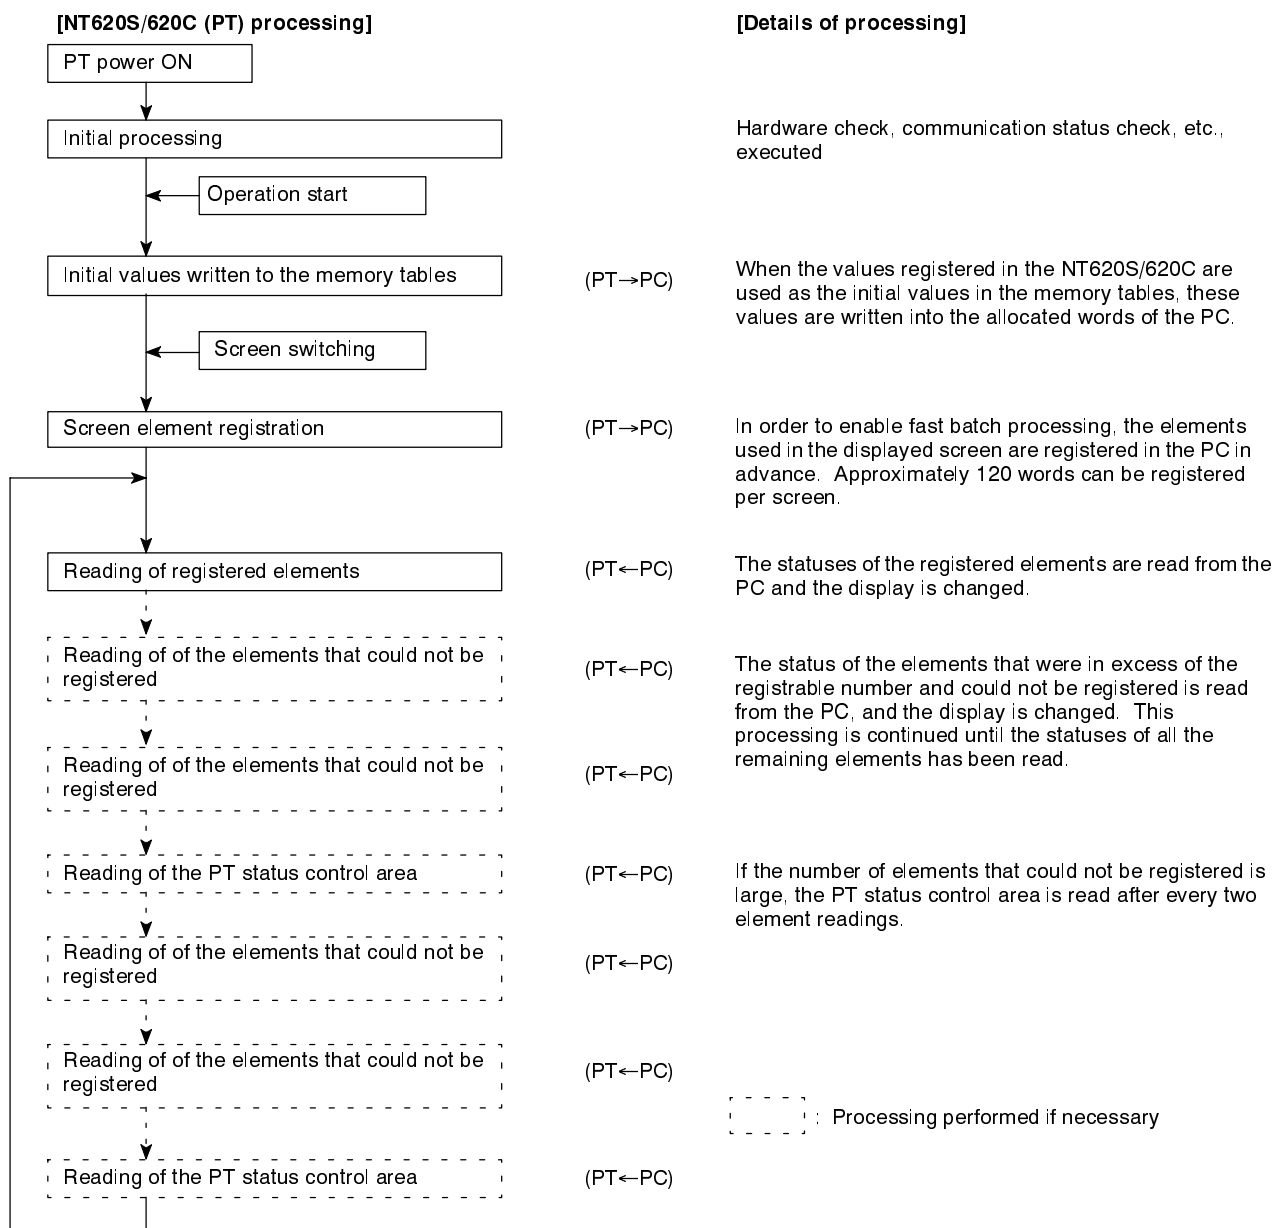 [NT620S/620C (PT) processing]
[Details of processing]
PT power ON
Initial processing
Hardware check, communication status check, etc.,
executed
Operation start
Initial values written to the memory tables
(PT→PC)
When the values registered in the NT620S/620C are
used as the initial values in the memory tables, these
values are written into the allocated words of the PC.
Screen switching
Screen element registration
(PT→PC)
In order to enable fast batch processing, the elements
used in the displayed screen are registered in the PC in
advance. Approximately 120 words can be registered
per screen.
Reading of registered elements
(PT←PC)
The statuses of the registered elements are read from the
PC and the display is changed.
Reading of of the elements that could not be
registered
(PT←PC)
The status of the elements that were in excess of the
registrable number and could not be registered is read
from the PC, and the display is changed. This
processing is continued until the statuses of all the
remaining elements has been read.
Reading of of the elements that could not be
registered
(PT←PC)
Reading of the PT status control area
(PT←PC)
If the number of elements that could not be registered is
large, the PT status control area is read after every two
element readings.
Reading of of the elements that could not be
registered
(PT←PC)
Reading of of the elements that could not be
registered
(PT←PC)
: Processing performed if necessary
Reading of the PT status control area
(PT←PC)